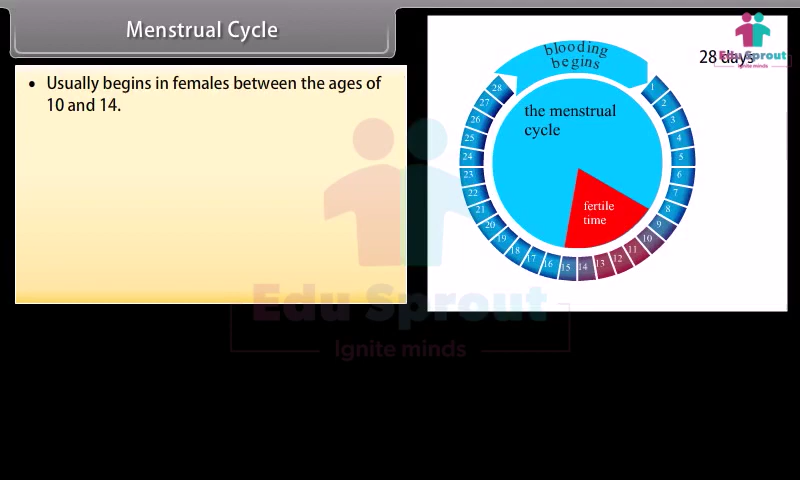 Menstrual Cycle
• Usually begins in females between the ages of
10 and 14.
blooding
begins
28 days
Edu Sprout
Ignite minds
the menstrual
cycle
fertile
time
1
2
3
4
5
6
7
8
9
10
11
12
13
14
15
16
17
18
19
20
21
22
23
24
25
26
27
28
Edu Sprout
Ignite minds